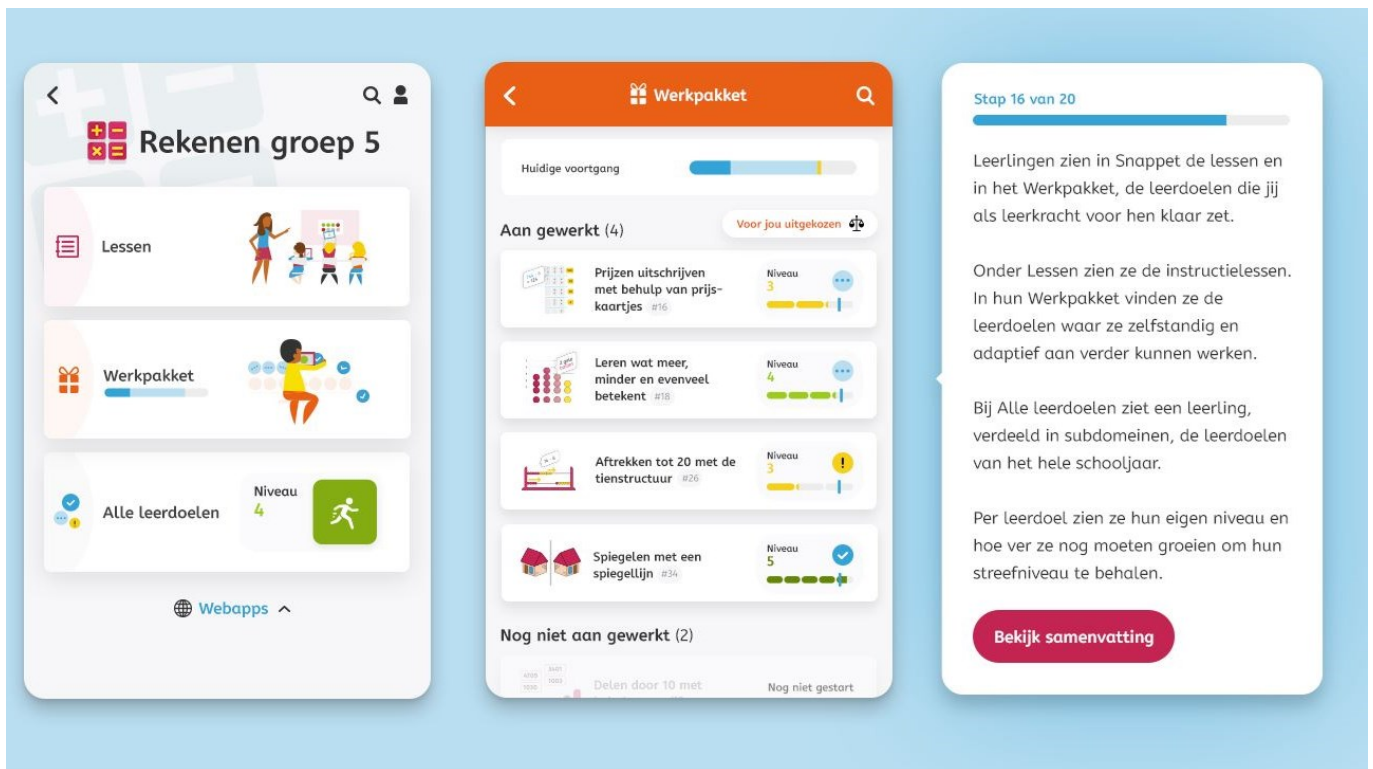 Rekenen groep 5
Lessen
Werkpakket
Alle leerdoelen
Niveau
4
Webapps
Werkpakket
Huidige voortgang
Aan gewerkt (4)
Voor jou uitgekozen
Prijzen uitschrijven
met behulp van prijs-
kaartjes #16
Niveau
3
Leren wat meer,
minder en evenveel
betekent #18
Niveau
4
Aftrekken tot 20 met de
tienstructuur #26
Niveau
3
Spiegelen met een
spiegellijn #34
Niveau
5
Nog niet aan gewerkt (2)
Delen door 10 met
Nog niet gestart
Stap 16 van 20
Leerlingen zien in Snappet de lessen en
in het Werkpakket, de leerdoelen die jij
als leerkracht voor hen klaar zet.
Onder Lessen zien ze de instructielessen.
In hun Werkpakket vinden ze de
leerdoelen waar ze zelfstandig en
adaptief aan verder kunnen werken.
Bij Alle leerdoelen ziet een leerling,
verdeeld in subdomeinen, de leerdoelen
van het hele schooljaar.
Per leerdoel zien ze hun eigen niveau en
hoe ver ze nog moeten groeien om hun
streefniveau te behalen.
Bekijk samenvatting